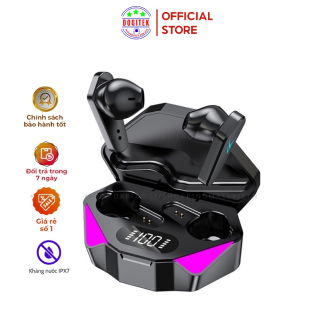 DOGITEK
OFFICIAL
STORE
Chính sách
bảo hành tốt
Đổi trả trong
7 ngày
Giá rẻ
số 1
Kháng nước IPX7
100